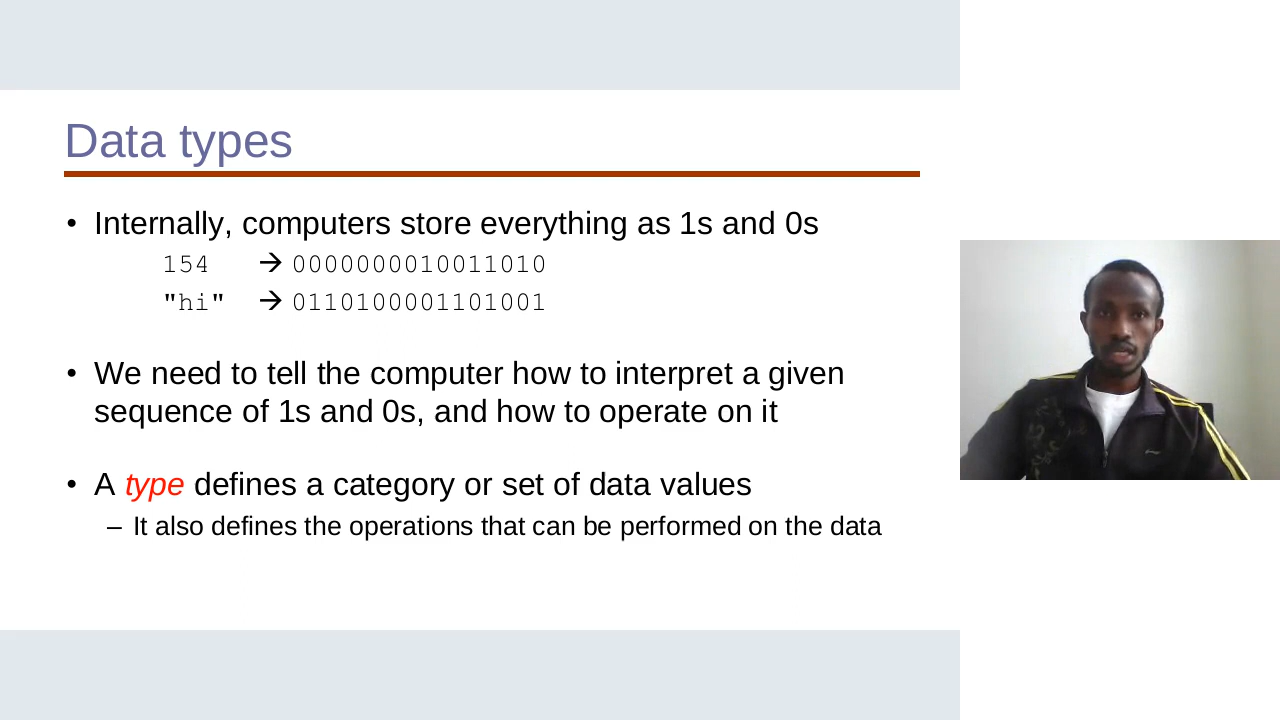 Data types
• Internally, computers store everything as 1s and 0s
154 → 0000000010011010
"hi" → 0110100001101001
• We need to tell the computer how to interpret a given
sequence of 1s and 0s, and how to operate on it
• A type defines a category or set of data values
– It also defines the operations that can be performed on the data